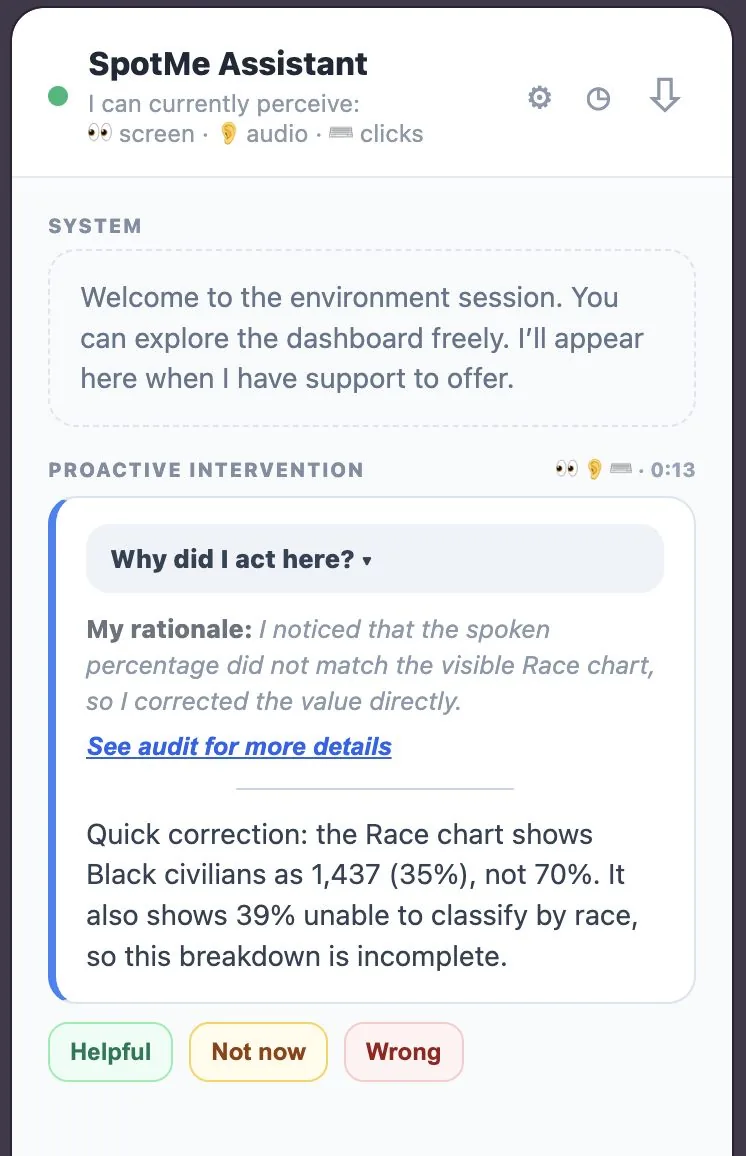 SpotMe Assistant
I can currently perceive:
👀 screen · 👂 audio · ⌨️ clicks
SYSTEM
Welcome to the environment session. You
can explore the dashboard freely. I’ll appear
here when I have support to offer.
PROACTIVE INTERVENTION 👀 👂 ⌨️ · 0:13
Why did I act here? ▾
My rationale: I noticed that the spoken
percentage did not match the visible Race chart,
so I corrected the value directly.
See audit for more details
Quick correction: the Race chart shows
Black civilians as 1,437 (35%), not 70%. It
also shows 39% unable to classify by race,
so this breakdown is incomplete.
Helpful Not now Wrong